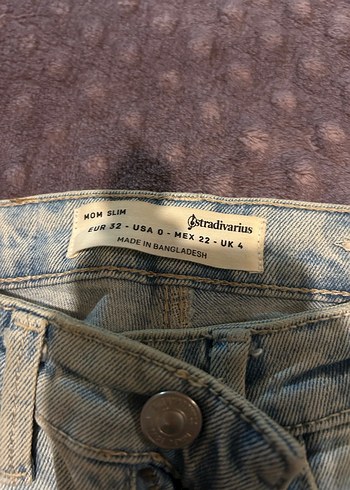 MOM SLIM
stradivarius
EUR 32 - USA 0 - MEX 22 - UK 4
MADE IN BANGLADESH